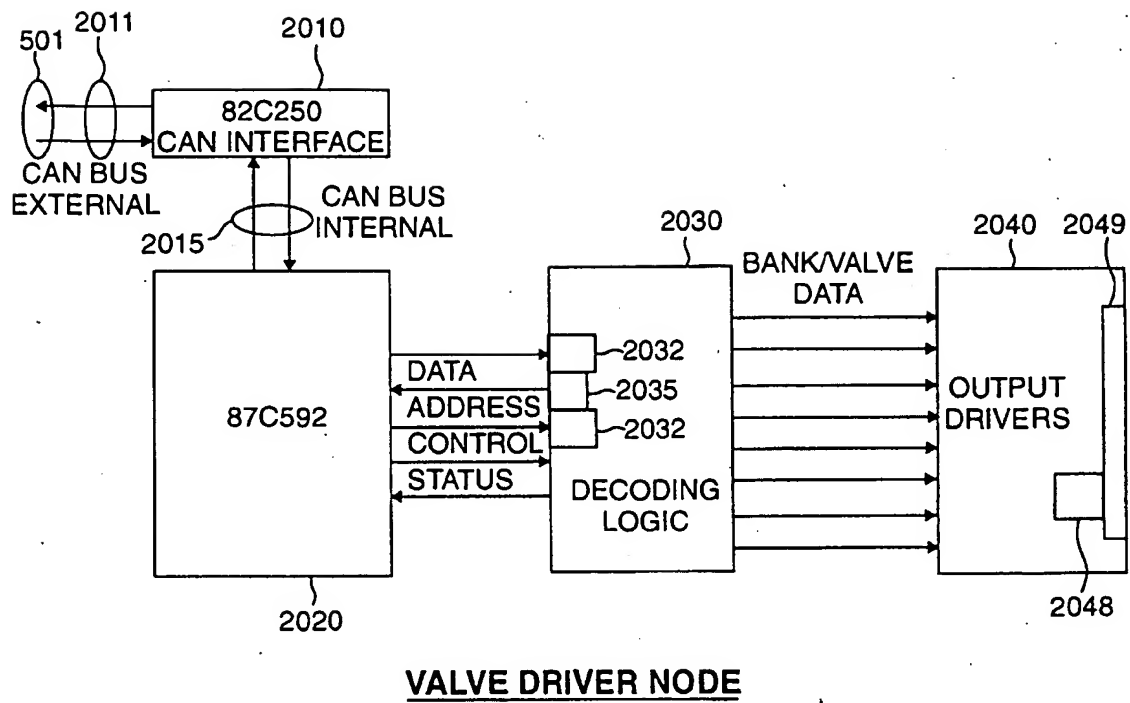 501
2011
2010
82C250
CAN INTERFACE
CAN BUS
EXTERNAL
CAN BUS
INTERNAL
2015
2030
2040
2049
BANK/VALVE
DATA
87C592
DATA
ADDRESS
CONTROL
STATUS
2032
2035
2032
DECODING
LOGIC
OUTPUT
DRIVERS
2048
2020
VALVE DRIVER NODE